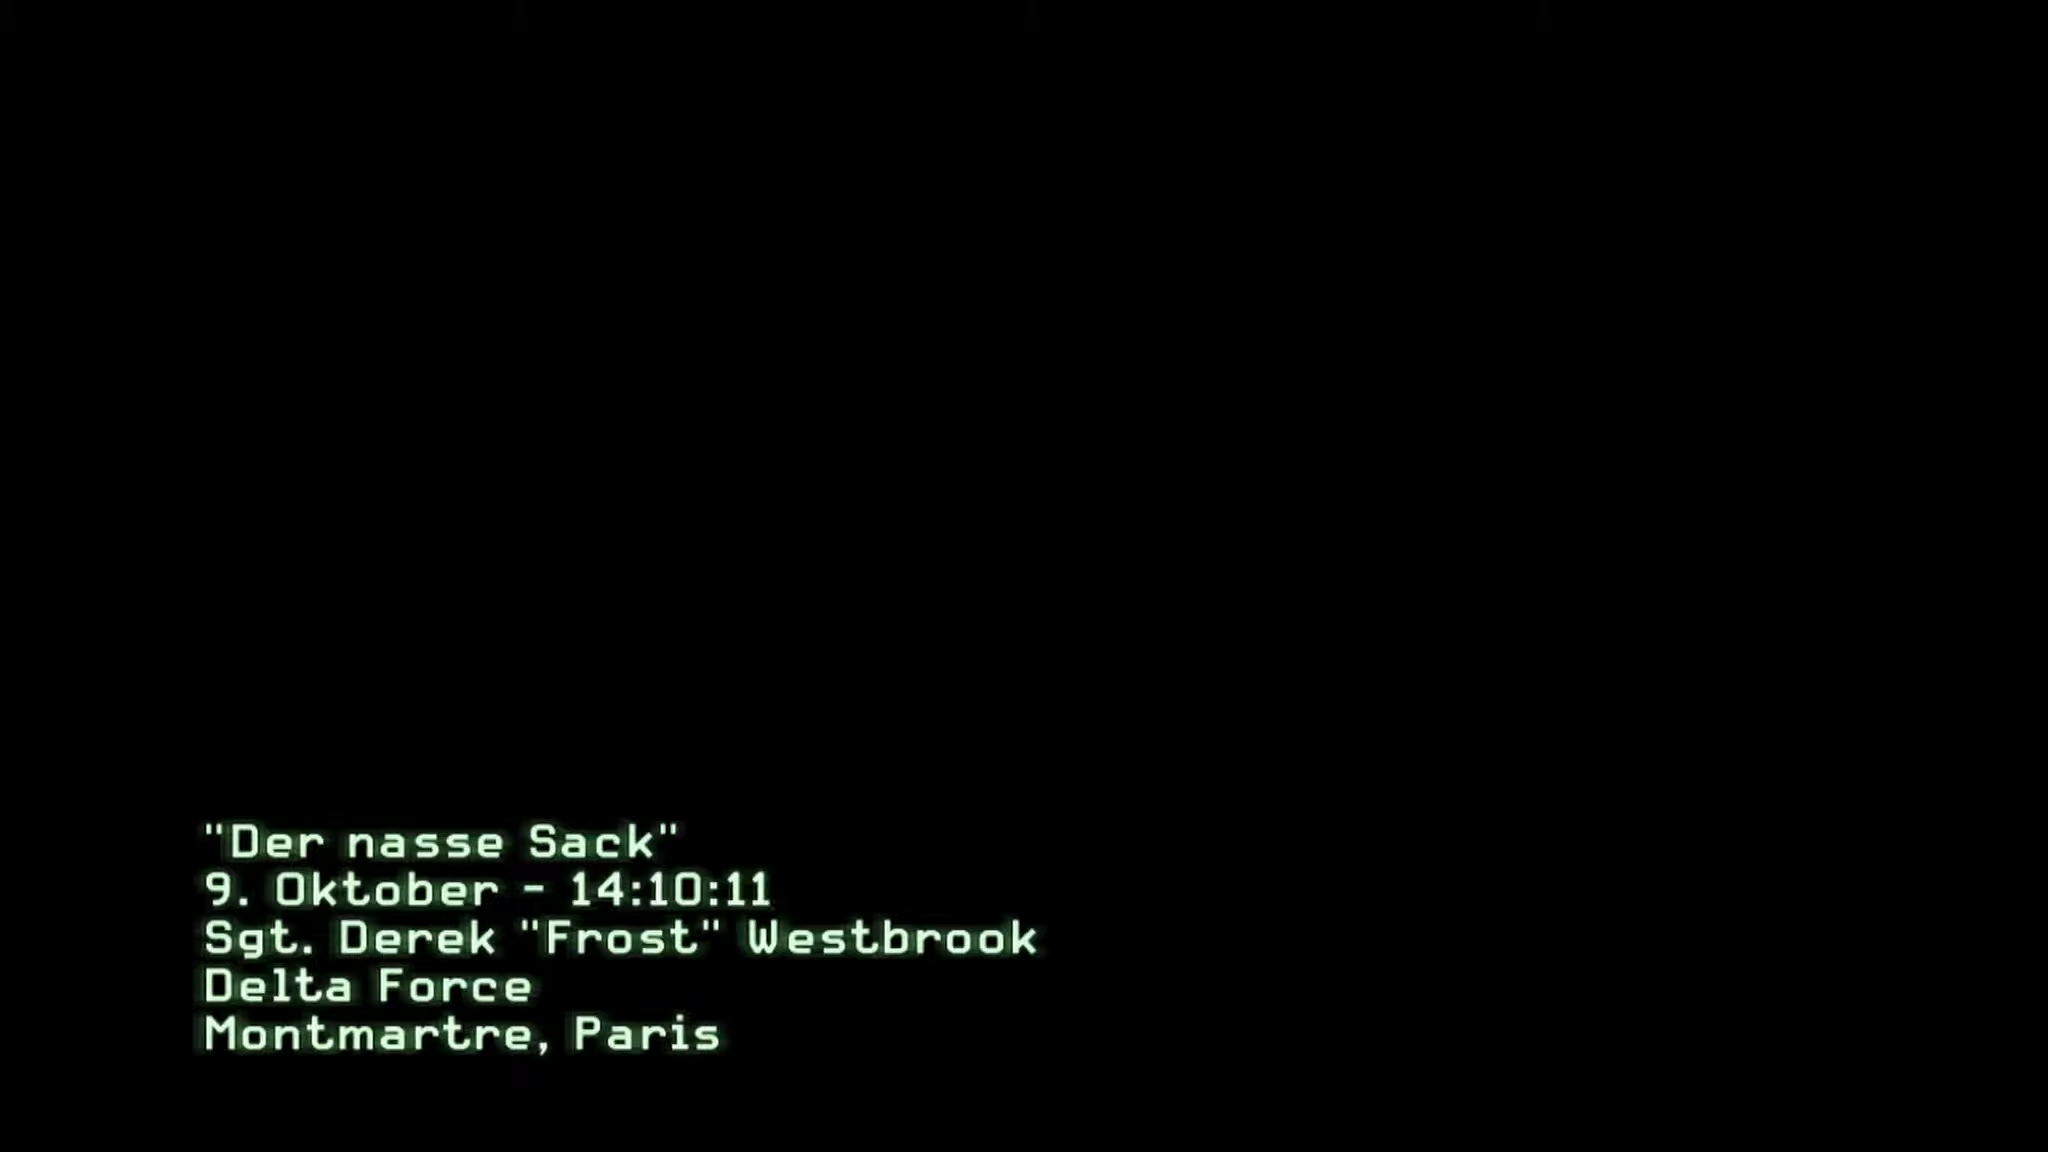 "Der nasse Sack"
9. Oktober - 14:10:11
Sgt. Derek "Frost" Westbrook
Delta Force
Montmartre, Paris